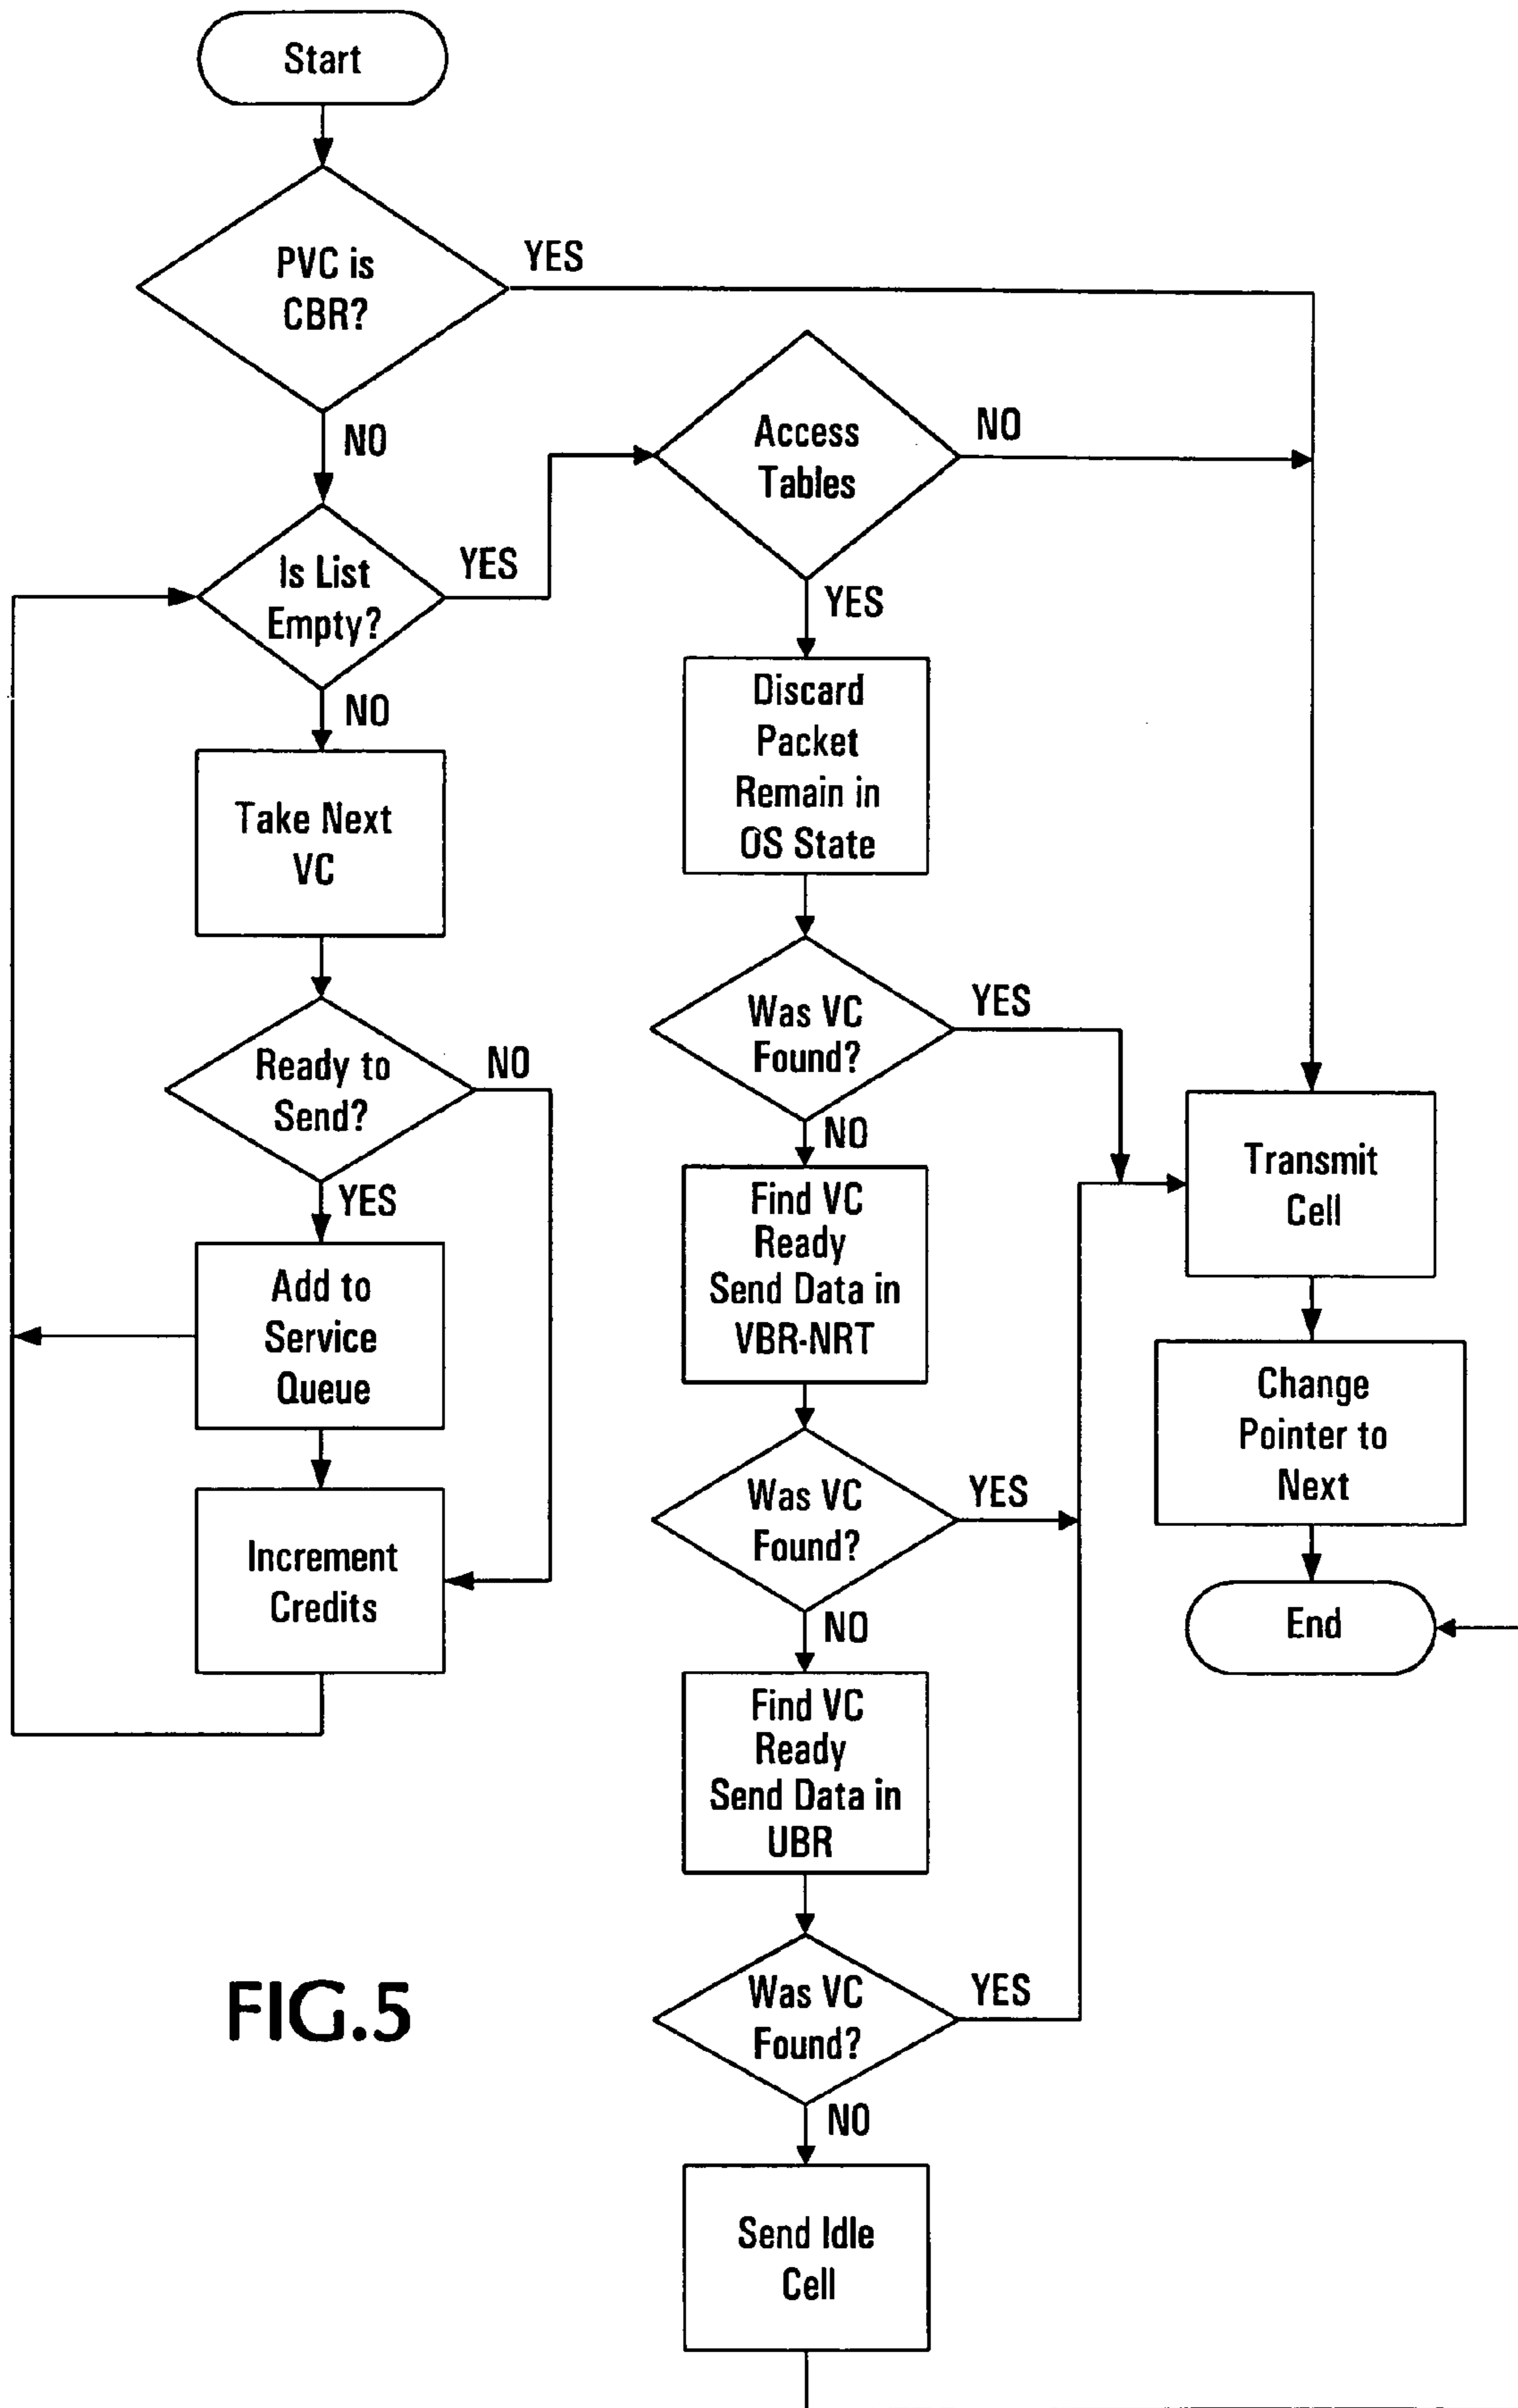 Start
PVC is
CBR?
YES
NO
Access
Tables
NO
YES
Is List
Empty?
YES
NO
Take Next
VC
Ready to
Send?
NO
YES
Add to
Service
Queue
Increment
Credits
Discard
Packet
Remain in
OS State
Was VC
Found?
YES
NO
Find VC
Ready
Send Data in
VBR-NRT
Was VC
Found?
YES
NO
Find VC
Ready
Send Data in
UBR
Was VC
Found?
YES
NO
Send Idle
Cell
Transmit
Cell
Change
Pointer to
Next
End
FIG.5